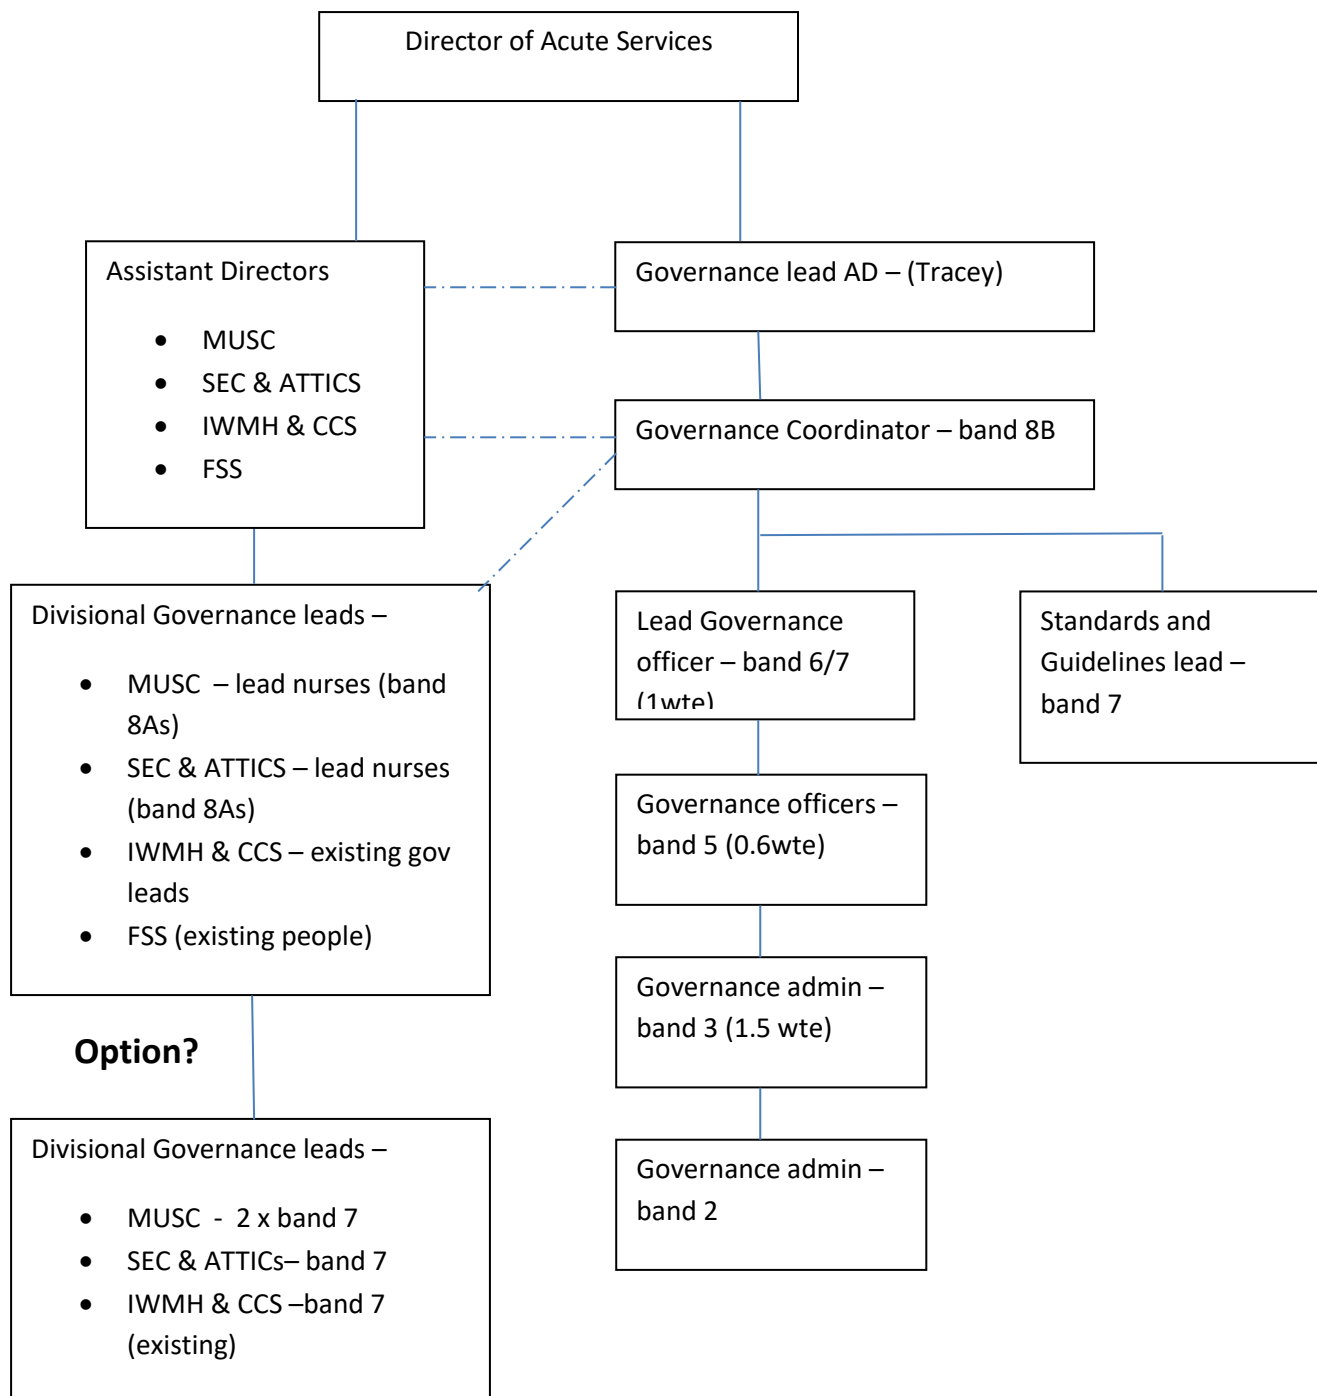 Director of Acute Services
Assistant Directors
• MUSC
• SEC & ATTICS
• IWMH & CCS
• FSS
Governance lead AD – (Tracey)
Governance Coordinator – band 8B
Divisional Governance leads –
• MUSC – lead nurses (band
8As)
• SEC & ATTICS – lead nurses
(band 8As)
• IWMH & CCS – existing gov
leads
• FSS (existing people)
Lead Governance
officer – band 6/7
(1wte)
Standards and
Guidelines lead –
band 7
Governance officers –
band 5 (0.6wte)
Governance admin –
band 3 (1.5 wte)
Option?
Divisional Governance leads –
• MUSC - 2 x band 7
• SEC & ATTICs– band 7
• IWMH & CCS –band 7
(existing)
Governance admin –
band 2